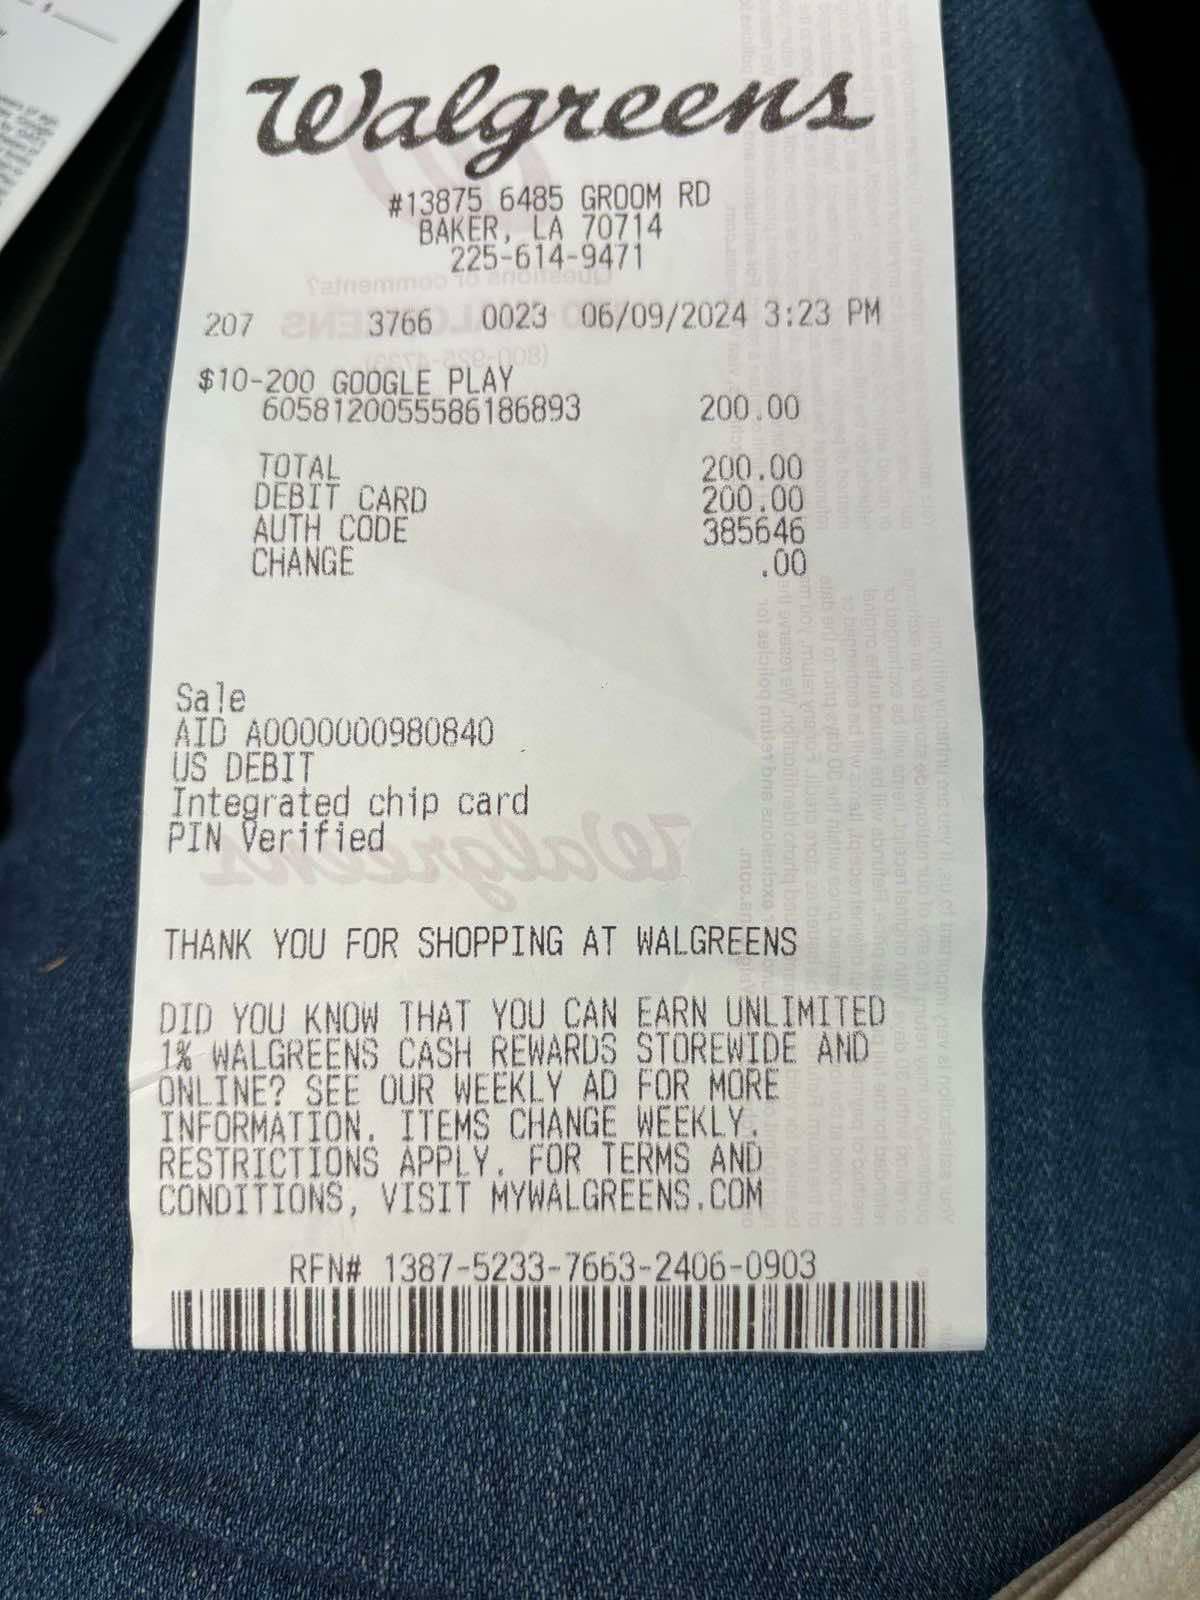 Walgreens
#13875 6485 GROOM RD
BAKER, LA 70714
225-614-9471
207 3766 0023 06/09/2024 3:23 PM
$10-200 GOOGLE PLAY
6058120055586186893 200.00
TOTAL 200.00
DEBIT CARD 200.00
AUTH CODE 385646
CHANGE .00
Sale
AID A0000000980840
US DEBIT
Integrated chip card
PIN Verified
THANK YOU FOR SHOPPING AT WALGREENS
DID YOU KNOW THAT YOU CAN EARN UNLIMITED
1% WALGREENS CASH REWARDS STOREWIDE AND
ONLINE? SEE OUR WEEKLY AD FOR MORE
INFORMATION. ITEMS CHANGE WEEKLY.
RESTRICTIONS APPLY. FOR TERMS AND
CONDITIONS, VISIT MYWALGREENS.COM
RFN# 1387-5233-7663-2406-0903